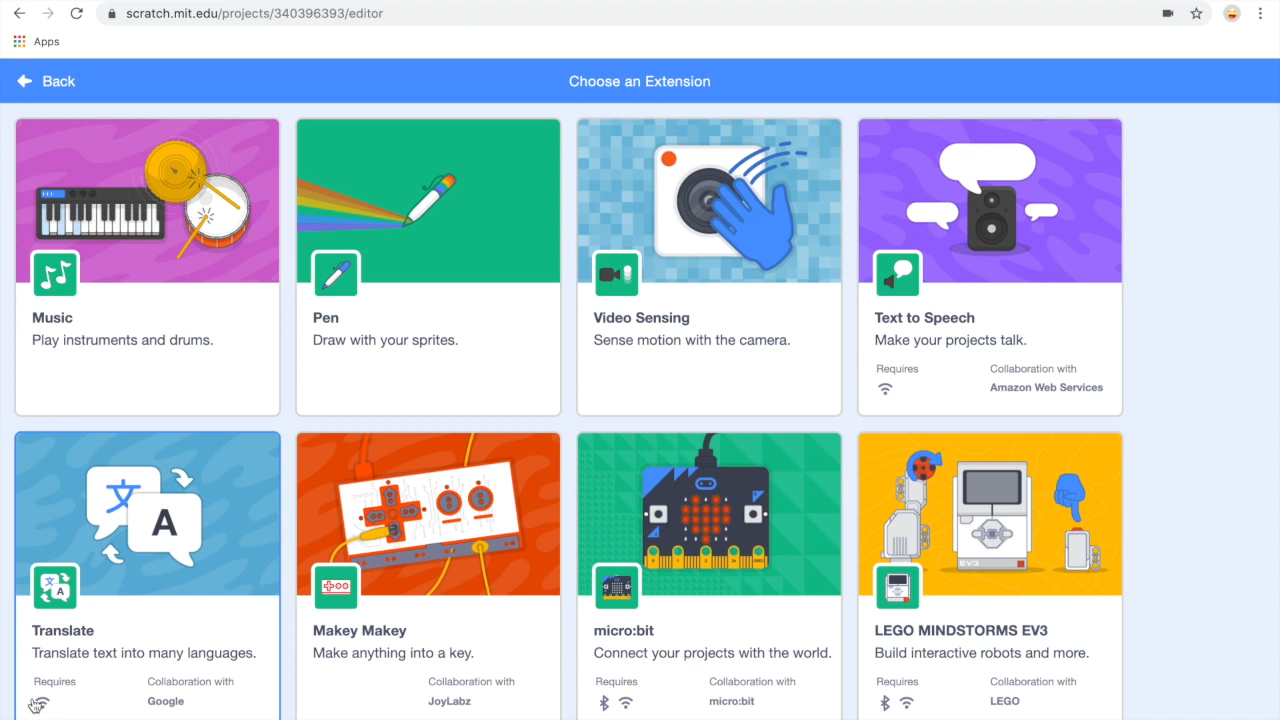 scratch.mit.edu/projects/340396393/editor
Apps
Back
Choose an Extension
Music
Play instruments and drums.
Pen
Draw with your sprites.
Video Sensing
Sense motion with the camera.
Text to Speech
Make your projects talk.
Requires
Collaboration with
Amazon Web Services
文
A
文
A
Translate
Translate text into many languages.
Requires
Collaboration with
Google
Makey Makey
Make anything into a key.
Collaboration with
JoyLabz
micro:bit
Connect your projects with the world.
Requires
Collaboration with
micro:bit
EV3
LEGO MINDSTORMS EV3
Build interactive robots and more.
Requires
Collaboration with
LEGO